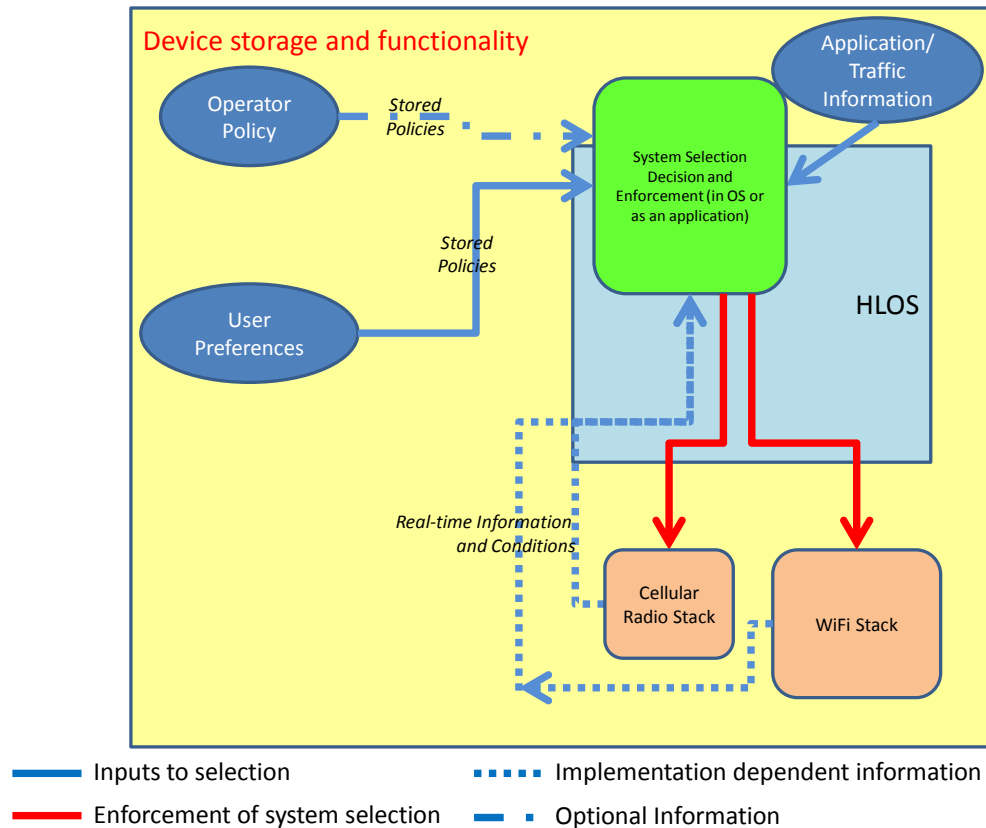 Device storage and functionality
Application/
Traffic
Information
Operator
Policy
Stored
Policies
System Selection
Decision and
Enforcement (in OS or
as an application)
Stored
Policies
User
Preferences
HLOS
Real-time Information
and Conditions
Cellular
Radio Stack
WiFi Stack
Inputs to selection
Implementation dependent information
Enforcement of system selection
Optional Information